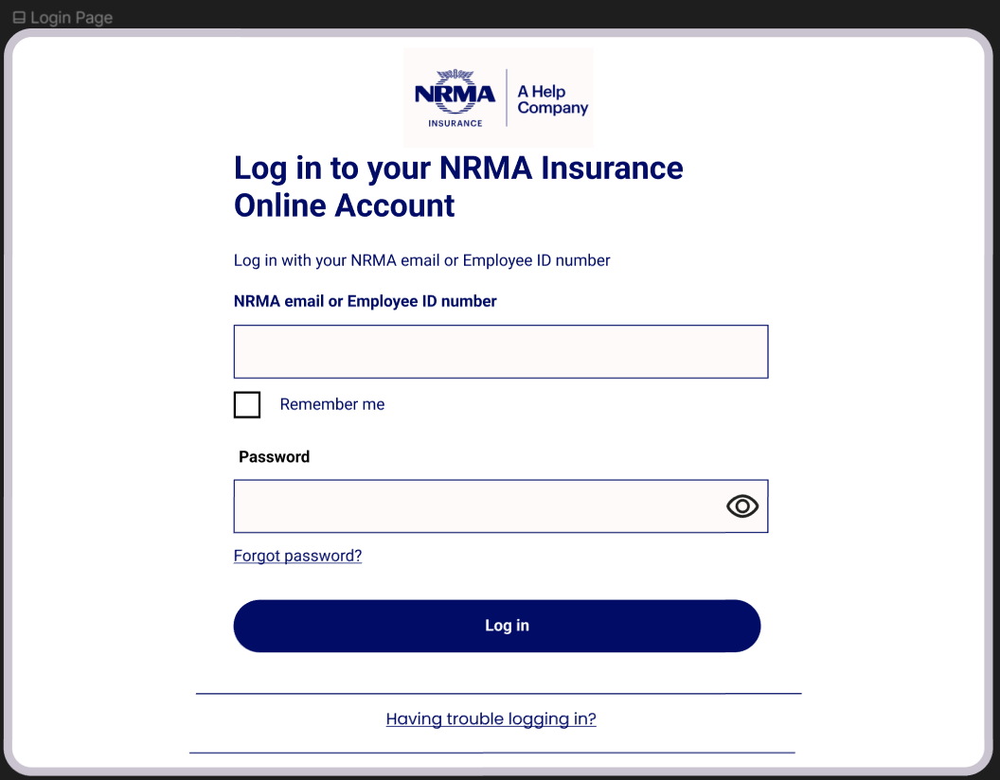 Login Page
NRMA
INSURANCE
A Help
Company
Log in to your NRMA Insurance
Online Account
Log in with your NRMA email or Employee ID number
NRMA email or Employee ID number
Remember me
Password
Forgot password?
Log in
Having trouble logging in?